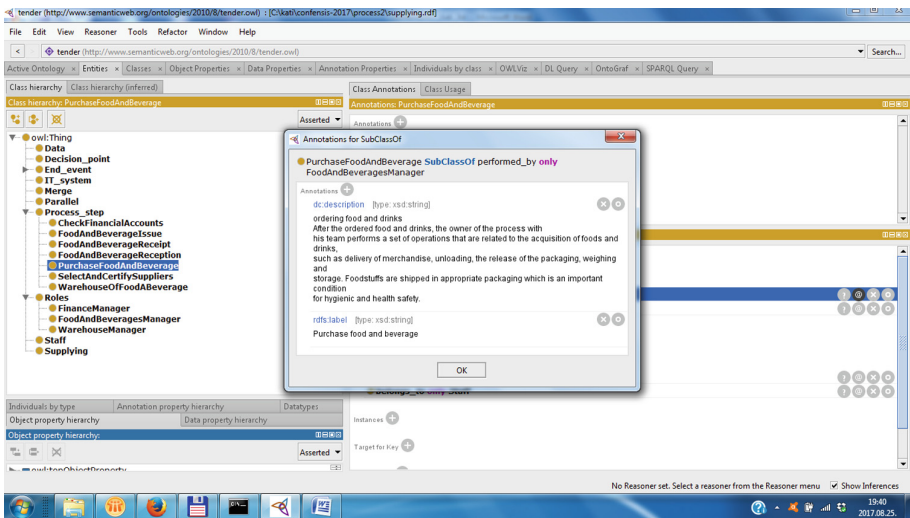 tender (http://www.semanticweb.org/ontologies/2010/8/tender.owl) : [C:\kati\confensis-2017\process2\supplying.rdf]
File Edit View Reasoner Tools Refactor Window Help
< tender (http://www.semanticweb.org/ontologies/2010/8/tender.owl) Search...
Active Ontology × Entities × Classes × Object Properties × Data Properties × Annotation Properties × Individuals by class × OWLViz × DL Query × OntoGraf × SPARQL Query ×
Class hierarchy Class hierarchy (inferred)
Class Annotations Class Usage
Class hierarchy: PurchaseFoodAndBeverage
Annotations: PurchaseFoodAndBeverage
Asserted
Annotations
owl:Thing
Data
Decision_point
End_event
IT_system
Merge
Parallel
Process_step
CheckFinancialAccounts
FoodAndBeverageIssue
FoodAndBeverageReceipt
FoodAndBeverageReception
PurchaseFoodAndBeverage
SelectAndCertifySuppliers
WarehouseOfFoodABeverage
Roles
FinanceManager
FoodAndBeveragesManager
WarehouseManager
Staff
Supplying
Annotations for SubClassOf
PurchaseFoodAndBeverage SubClassOf performed_by only
FoodAndBeveragesManager
Annotations
dc:description [type: xsd:string]
ordering food and drinks
After the ordered food and drinks, the owner of the process with
his team performs a set of operations that are related to the acquisition of foods and
drinks,
such as delivery of merchandise, unloading, the release of the packaging, weighing
and
storage. Foodstuffs are shipped in appropriate packaging which is an important
condition
for hygienic and health safety.
rdfs:label [type: xsd:string]
Purchase food and beverage
OK
Individuals by type Annotation property hierarchy Datatypes
Object property hierarchy Data property hierarchy
Object property hierarchy:
Asserted
owl:topObjectProperty
belongs_to only Staff
Instances
Target for Key
No Reasoner set. Select a reasoner from the Reasoner menu Show Inferences
19:40
2017.08.25.